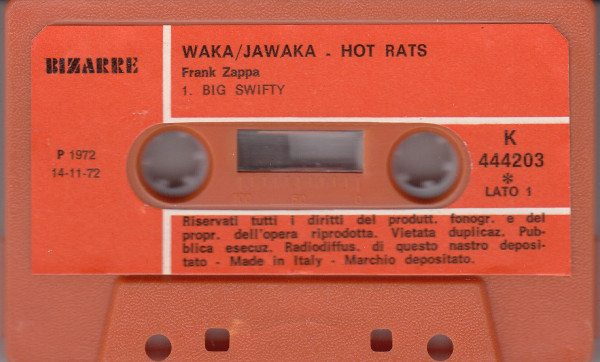 BIZARRE
WAKA/JAWAKA - HOT RATS
Frank Zappa
1. BIG SWIFTY
P 1972
14-11-72
K
444203
*
LATO 1
Riservati tutti i diritti del produtt. fonogr. e del
propr. dell'opera riprodotta. Vietata duplicaz. Pub-
blica esecuz. Radiodiffus. di questo nastro deposi-
tato - Made in Italy - Marchio depositato.